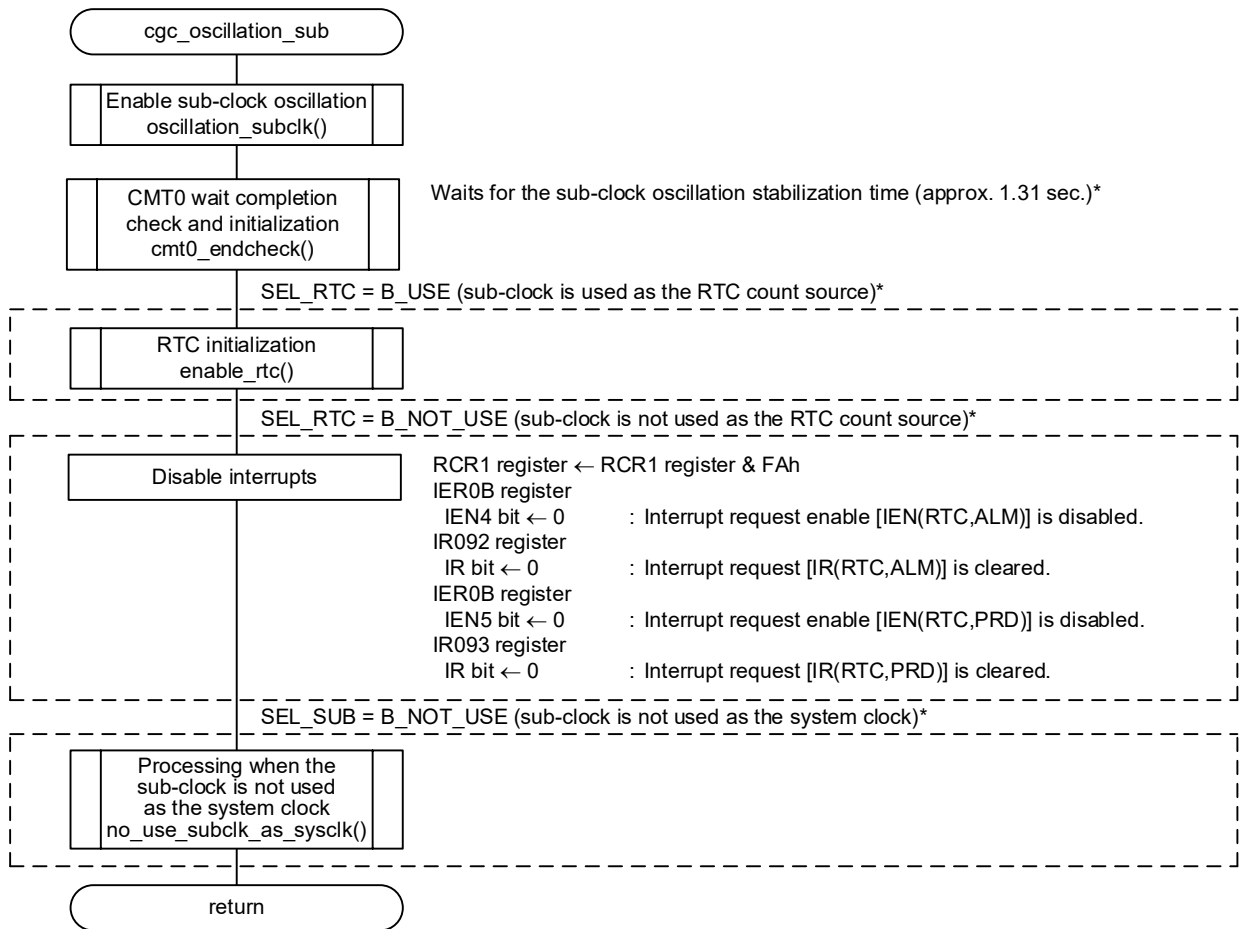 cgc_oscillation_sub
Enable sub-clock oscillation
oscillation_subclk()
CMT0 wait completion
check and initialization
cmt0_endcheck()
Waits for the sub-clock oscillation stabilization time (approx. 1.31 sec.)*
SEL_RTC = B_USE (sub-clock is used as the RTC count source)*
RTC initialization
enable_rtc()
SEL_RTC = B_NOT_USE (sub-clock is not used as the RTC count source)*
Disable interrupts
RCR1 register ← RCR1 register & FAh
IER0B register
IEN4 bit ← 0 : Interrupt request enable [IEN(RTC,ALM)] is disabled.
IR092 register
IR bit ← 0 : Interrupt request [IR(RTC,ALM)] is cleared.
IER0B register
IEN5 bit ← 0 : Interrupt request enable [IEN(RTC,PRD)] is disabled.
IR093 register
IR bit ← 0 : Interrupt request [IR(RTC,PRD)] is cleared.
SEL_SUB = B_NOT_USE (sub-clock is not used as the system clock)*
Processing when the
sub-clock is not used
as the system clock
no_use_subclk_as_sysclk()
return